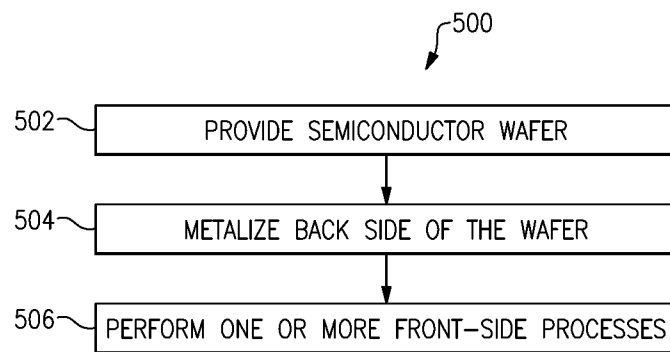 500
502 PROVIDE SEMICONDUCTOR WAFER
504 METALIZE BACK SIDE OF THE WAFER
506 PERFORM ONE OR MORE FRONT-SIDE PROCESSES